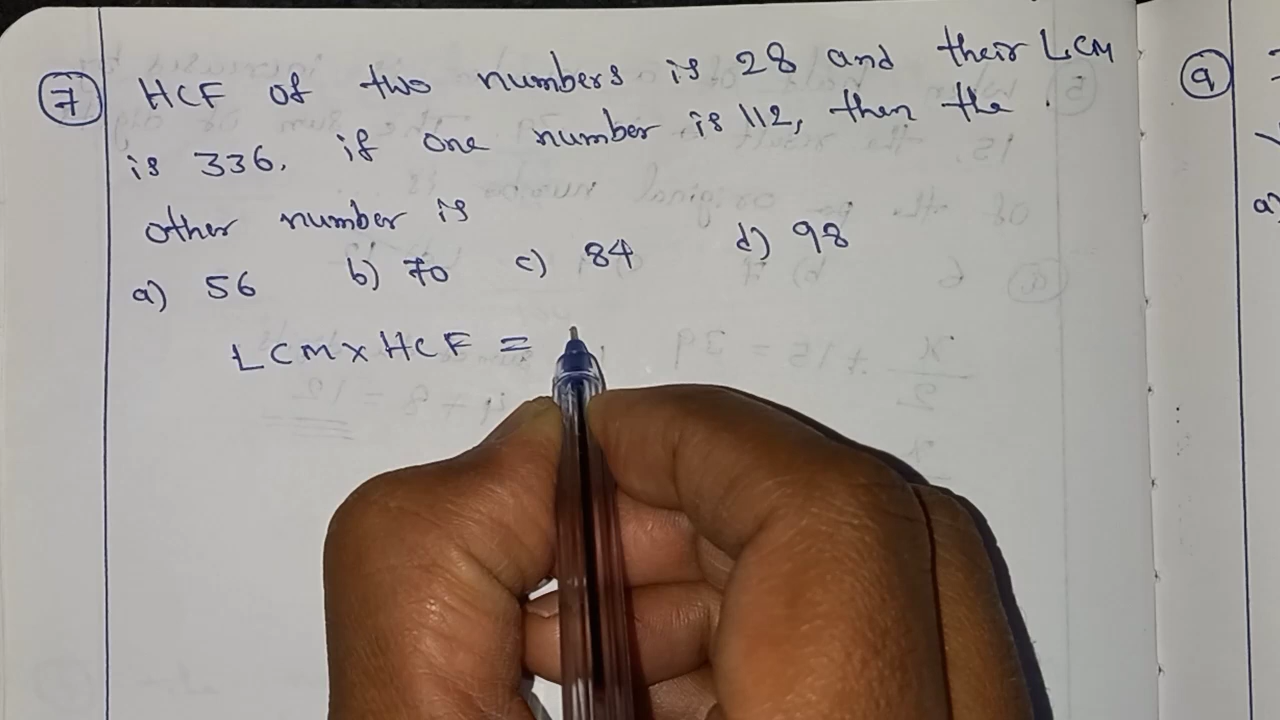 7 HCF of two numbers is 28 and their LCM
is 336. if one number is 112, then the
other number is
a) 56 b) 70 c) 84 d) 98
LCM x HCF =
9
a)